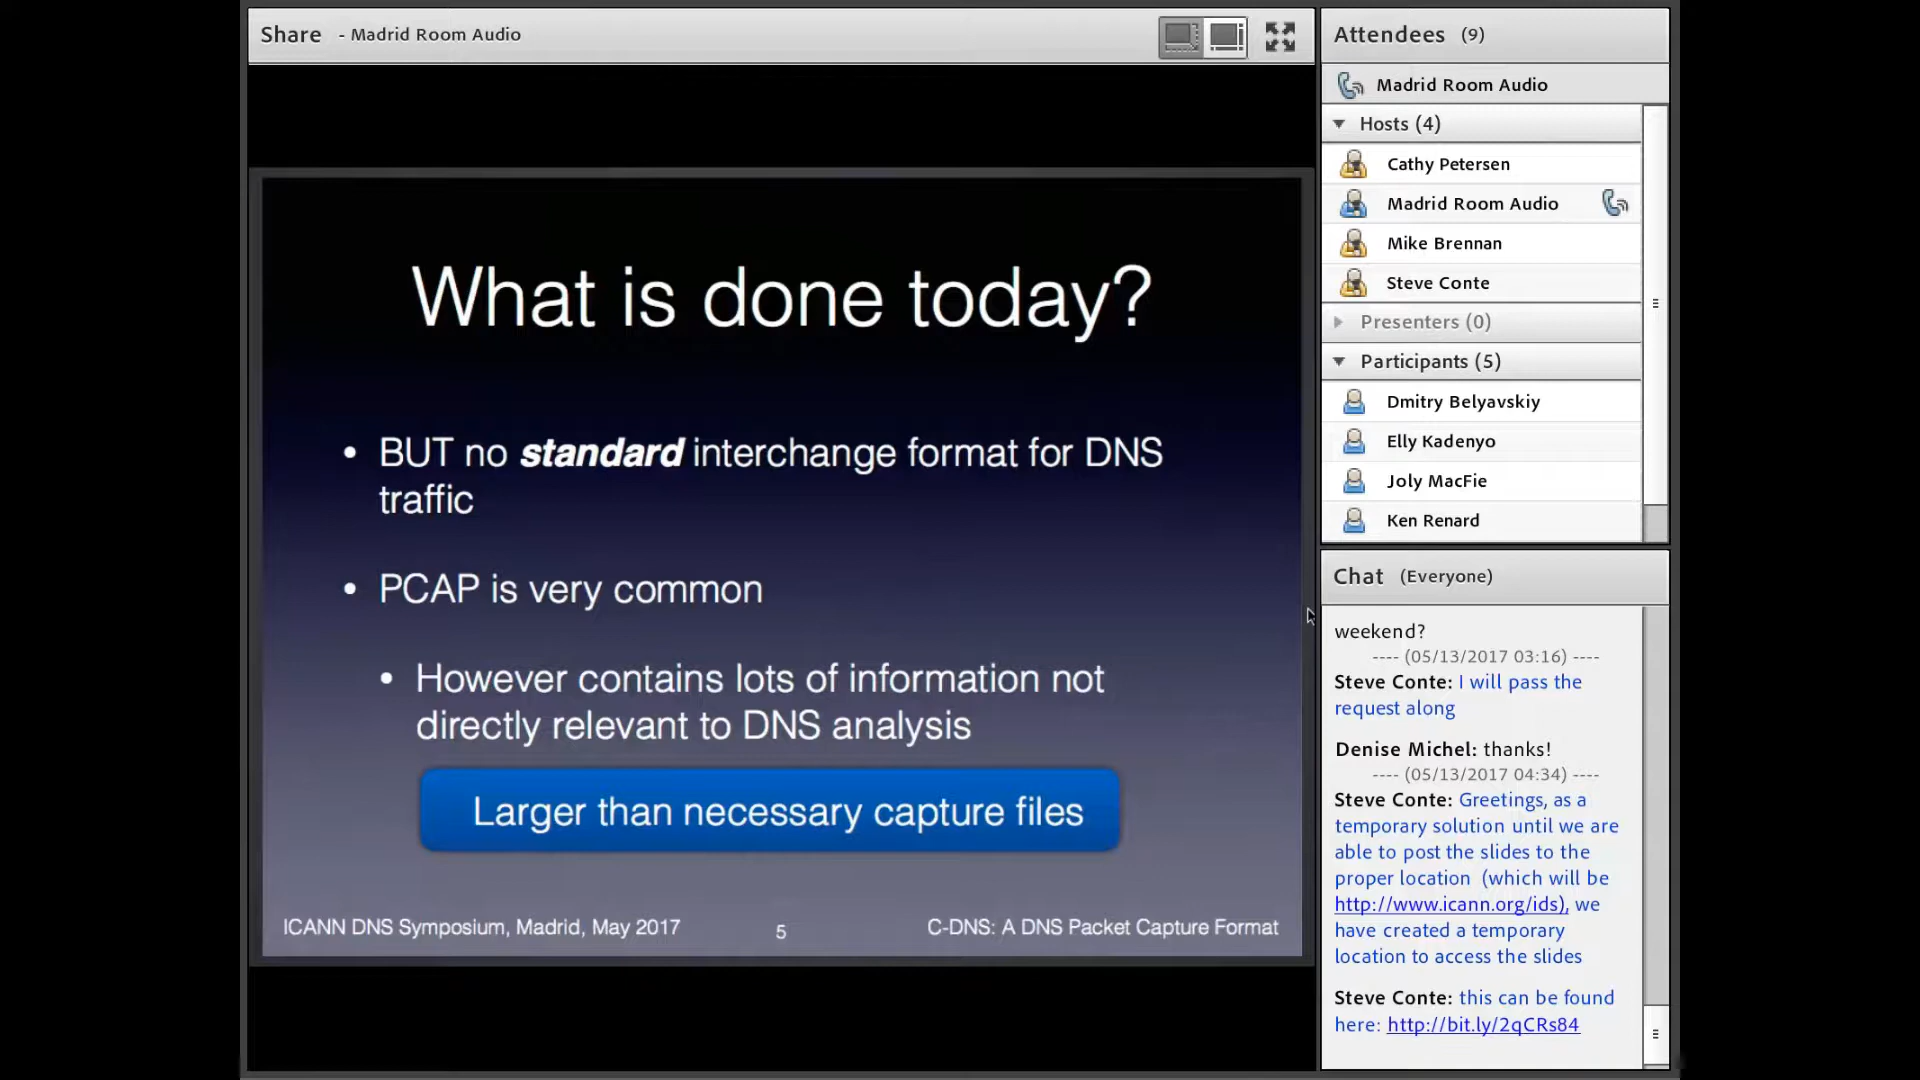 Share - Madrid Room Audio
What is done today?
• BUT no standard interchange format for DNS
traffic
• PCAP is very common
• However contains lots of information not
directly relevant to DNS analysis
Larger than necessary capture files
ICANN DNS Symposium, Madrid, May 2017
5
C-DNS: A DNS Packet Capture Format
Attendees (9)
Madrid Room Audio
Hosts (4)
Cathy Petersen
Madrid Room Audio
Mike Brennan
Steve Conte
Presenters (0)
Participants (5)
Dmitry Belyavskiy
Elly Kadenyo
Joly MacFie
Ken Renard
Chat (Everyone)
weekend?
---- (05/13/2017 03:16) ----
Steve Conte: I will pass the
request along
Denise Michel: thanks!
---- (05/13/2017 04:34) ----
Steve Conte: Greetings, as a
temporary solution until we are
able to post the slides to the
proper location (which will be
http://www.icann.org/ids), we
have created a temporary
location to access the slides
Steve Conte: this can be found
here: http://bit.ly/2qCRs84